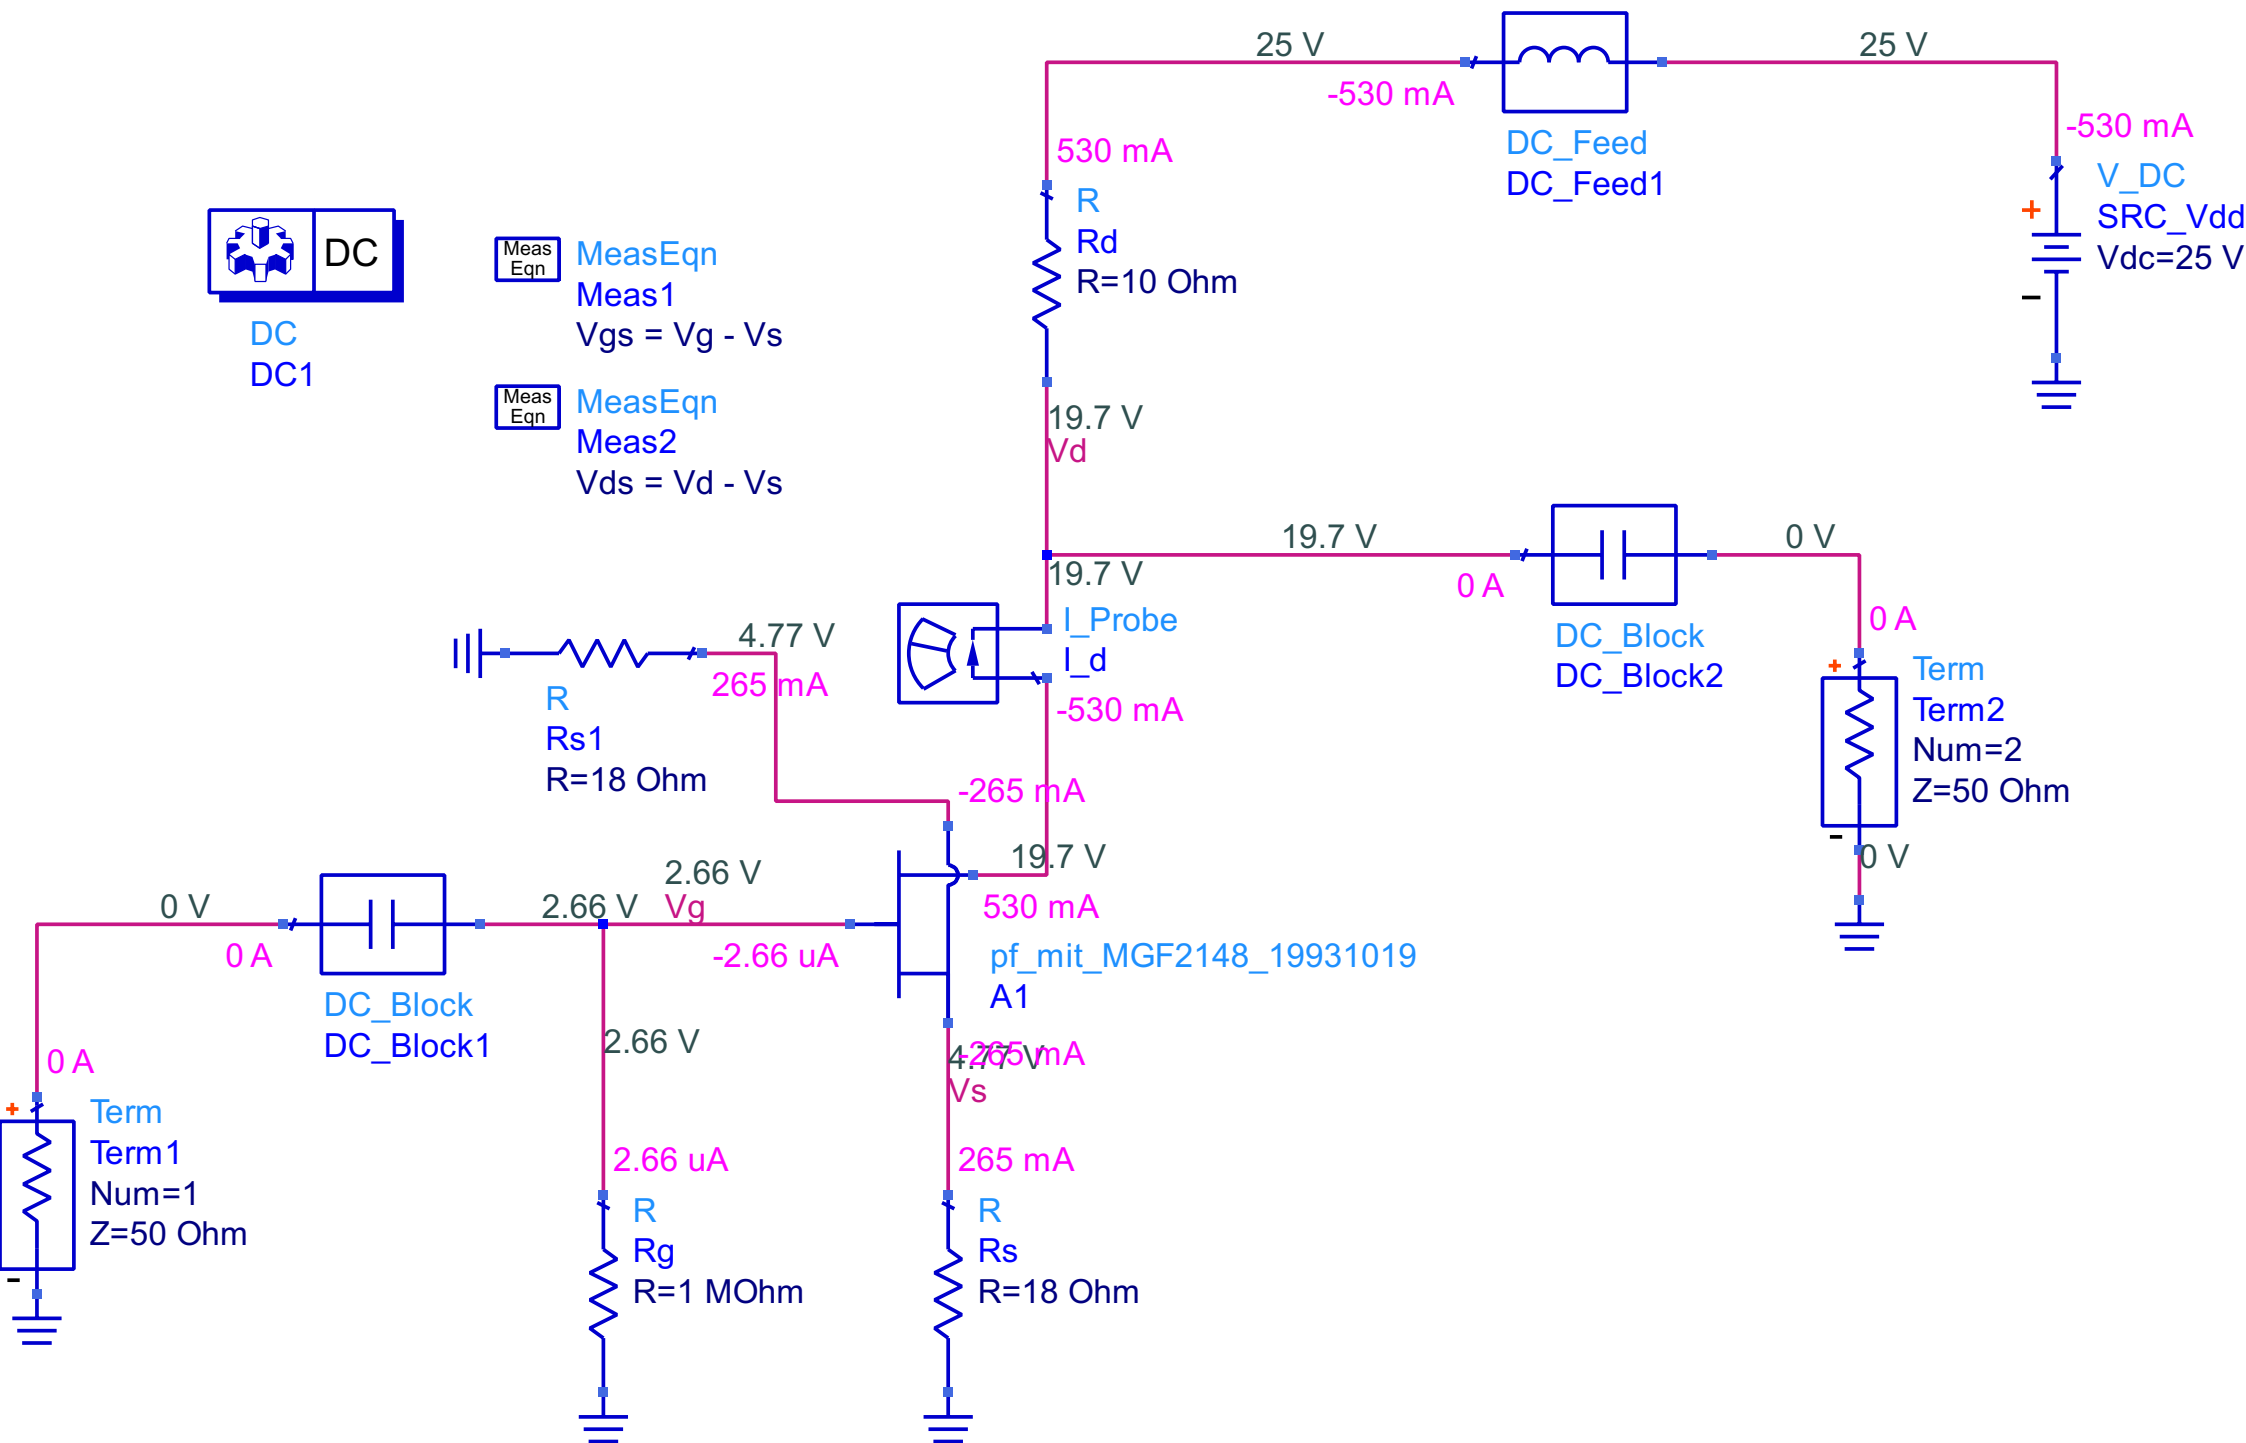 25 V
25 V
-530 mA
DC_Feed
DC_Feed1
-530 mA
V_DC
SRC_Vdd
Vdc=25 V
+
-
530 mA
R
Rd
R=10 Ohm
DC
DC
DC1
Meas
Eqn
MeasEqn
Meas1
Vgs = Vg - Vs
Meas
Eqn
MeasEqn
Meas2
Vds = Vd - Vs
19.7 V
Vd
19.7 V
0 V
19.7 V
0 A
DC_Block
DC_Block2
0 A
I_Probe
I_d
-530 mA
4.77 V
265 mA
R
Rs1
R=18 Ohm
+
Term
Term2
Num=2
Z=50 Ohm
-
0 V
-265 mA
19.7 V
530 mA
pf_mit_MGF2148_19931019
A1
0 V
0 A
DC_Block
DC_Block1
2.66 V
2.66 V
Vg
-2.66 uA
2.66 V
-265 mA
4.77 V
Vs
0 A
+
Term
Term1
Num=1
Z=50 Ohm
-
2.66 uA
R
Rg
R=1 MOhm
265 mA
R
Rs
R=18 Ohm